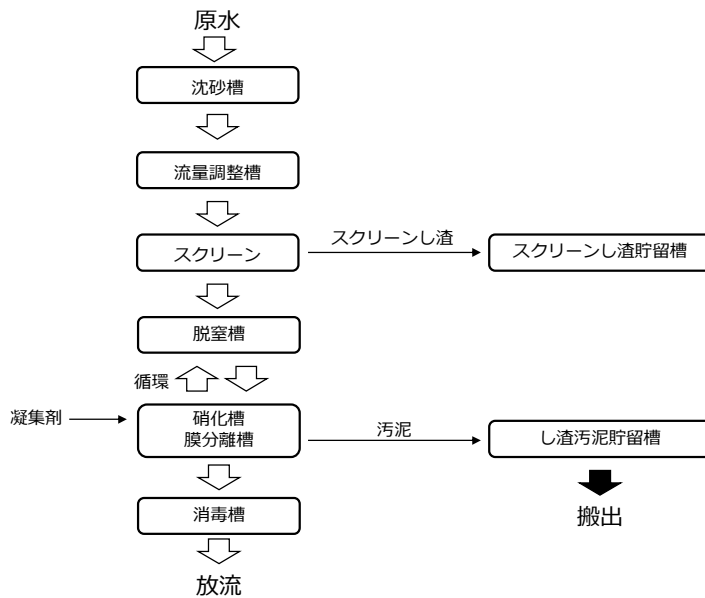 原水
沈砂槽
流量調整槽
スクリーン
スクリーンし渣
スクリーンし渣貯留槽
脱窒槽
循環
凝集剤
硝化槽
膜分離槽
汚泥
し渣汚泥貯留槽
消毒槽
搬出
放流